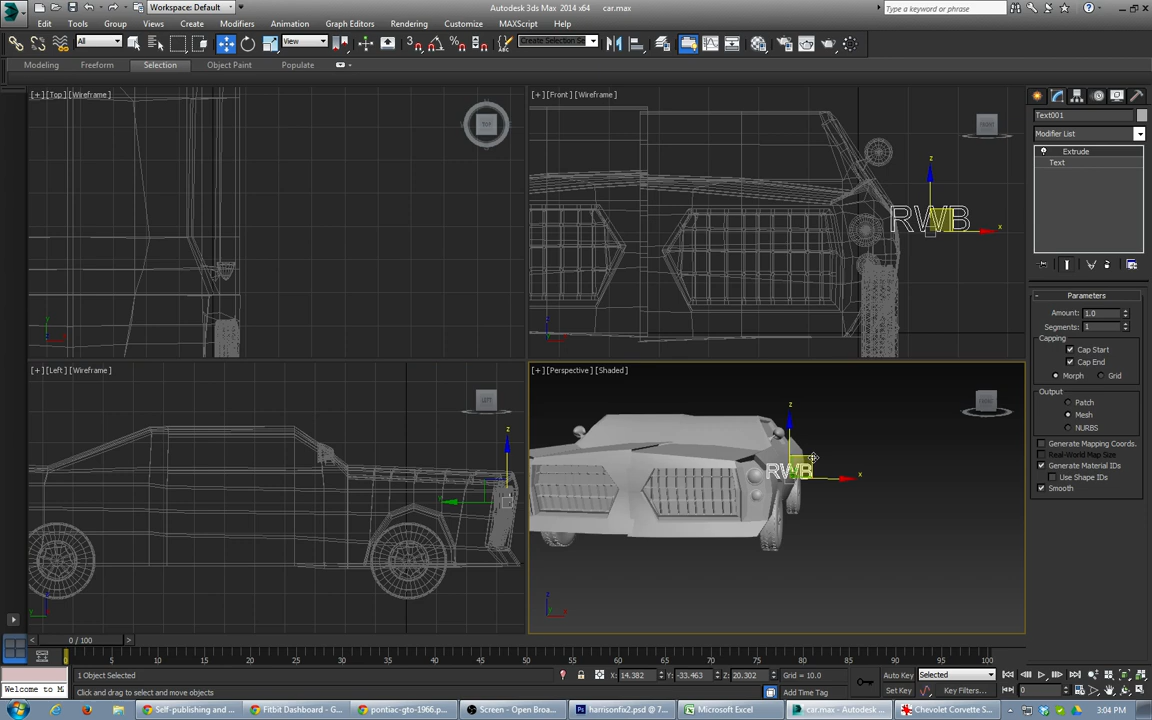 Workspace: Default
Autodesk 3ds Max 2014 x64
car.max
Type a keyword or phrase
Edit Tools Group Views Create Modifiers Animation Graph Editors Rendering Customize MAXScript Help
All
View
Create Selection Se
Modeling Freeform Selection Object Paint Populate
[+] [Top] [Wireframe]
TOP
[+] [Front] [Wireframe]
FRONT
z
x
RWB
Text001
Modifier List
Extrude
Text
Parameters
Amount: 1.0
Segments: 1
Capping
Cap Start
Cap End
Morph Grid
Output
Patch
Mesh
NURBS
Generate Mapping Coords.
Real-World Map Size
Generate Material IDs
Use Shape IDs
Smooth
[+] [Left] [Wireframe]
LEFT
z
[+] [Perspective] [Shaded]
FRONT
z
x
RWB
0 / 100
0 5 10 15 20 25 30 35 40 45 50 55 60 65 70 75 80 85 90 95 100
1 Object Selected
X: 14.382 Y: -33.463 Z: 20.302
Grid = 10.0
Auto Key Selected
Welcome to M
Click and drag to select and move objects
Add Time Tag
Set Key Key Filters...
0
Self-publishing and ...
Fitbit Dashboard - G...
pontiac-gto-1966.p...
Screen - Open Broa...
harrisonfx2.psd @ 7...
Microsoft Excel
car.max - Autodesk ...
Chevrolet Corvette S...
3:04 PM